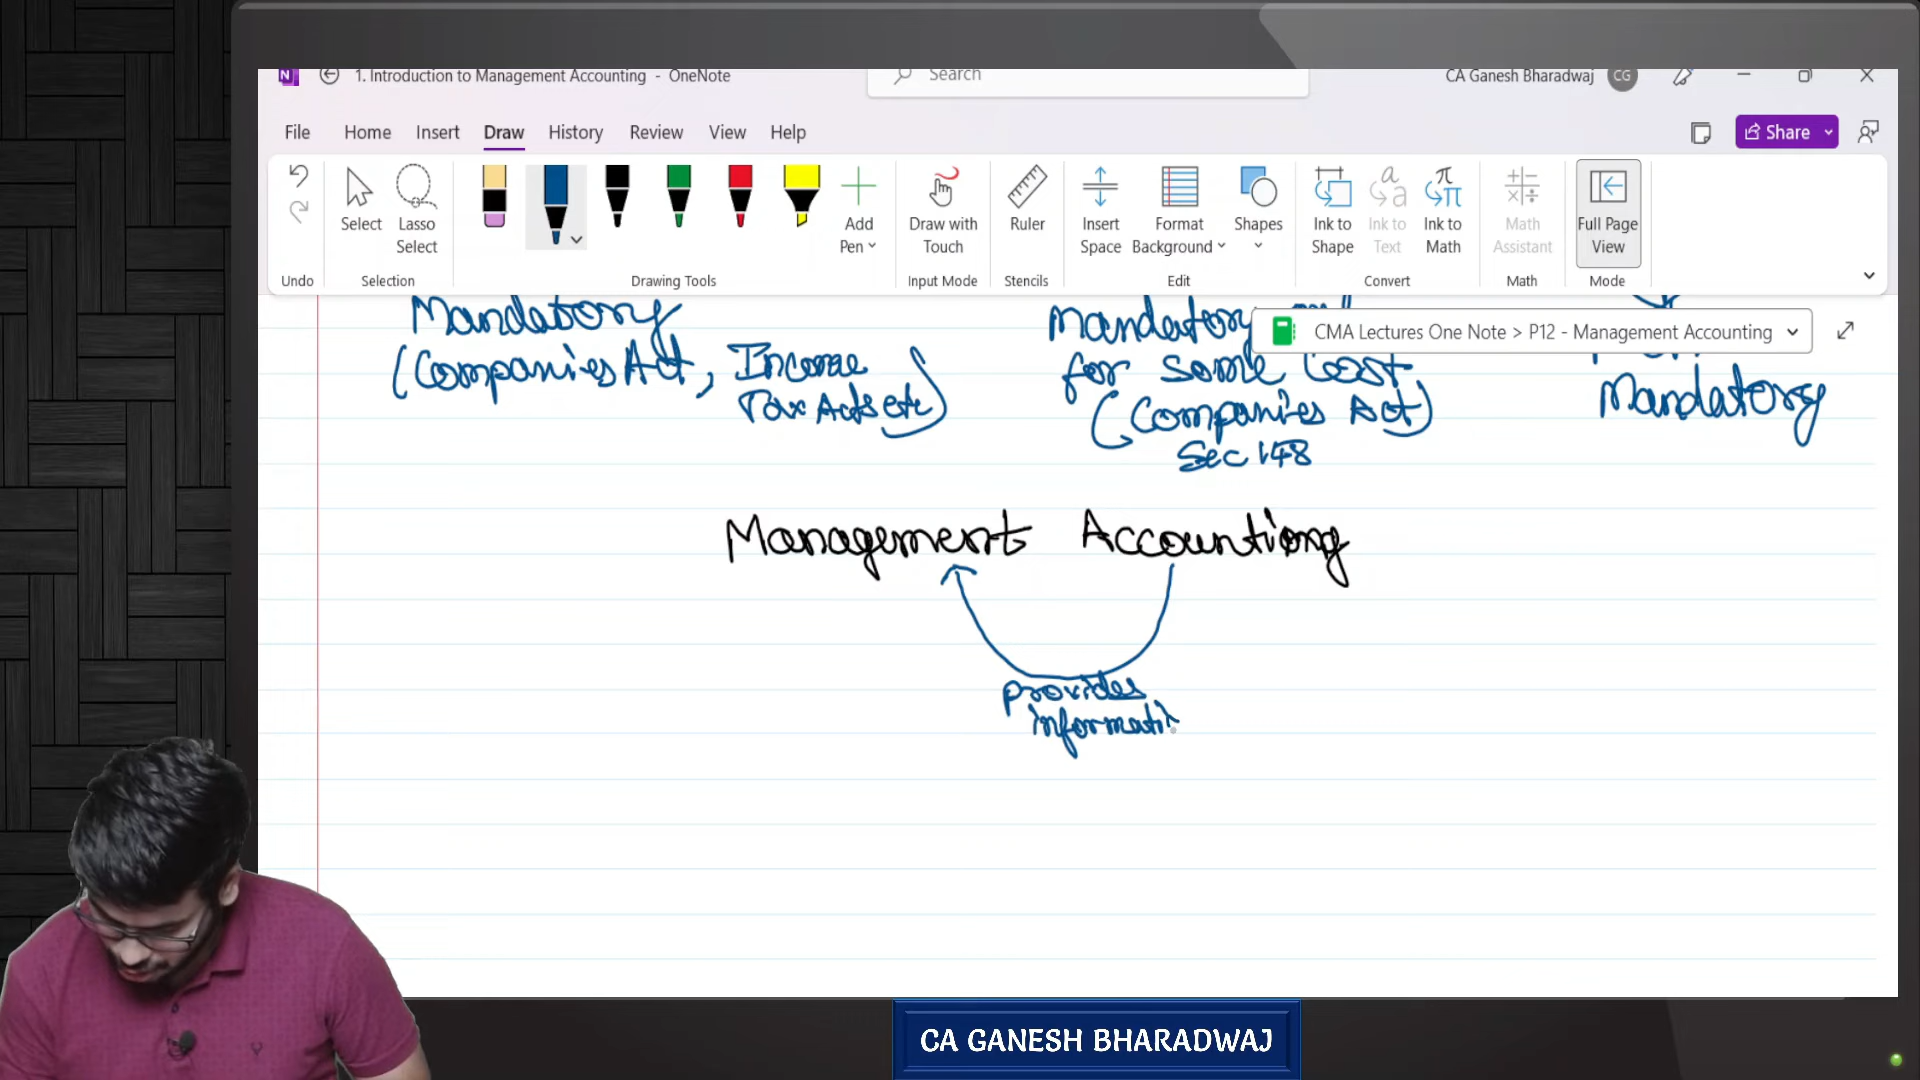 1. Introduction to Management Accounting - OneNote
Search
CA Ganesh Bharadwaj CG
File Home Insert Draw History Review View Help
Share
Select Lasso Select
Add Pen
Draw with Touch
Ruler
Insert Space
Format Background
Shapes
Ink to Shape
Ink to Text
Ink to Math
Math Assistant
Full Page View
Undo Selection Drawing Tools Input Mode Stencils Edit Convert Math Mode
CMA Lectures One Note > P12 - Management Accounting
Mandatory
(Companies Act, Income
Tax Acts etc)
Mandatory
for some Cost
(Companies Act)
Sec 148
Mandatory
Management Accounting
provides
informati
CA GANESH BHARADWAJ